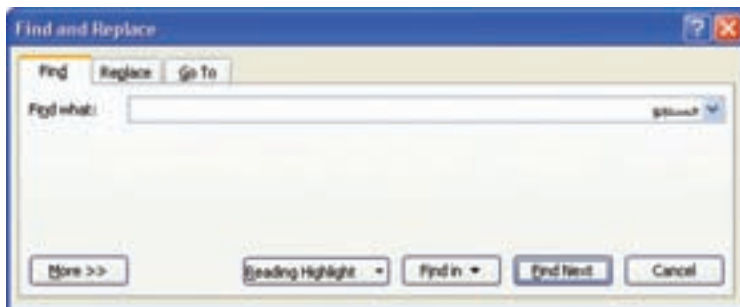 Find and Replace
Find Replace Go To
Find what:
More >> Reading Highlight Find in Find Next Cancel